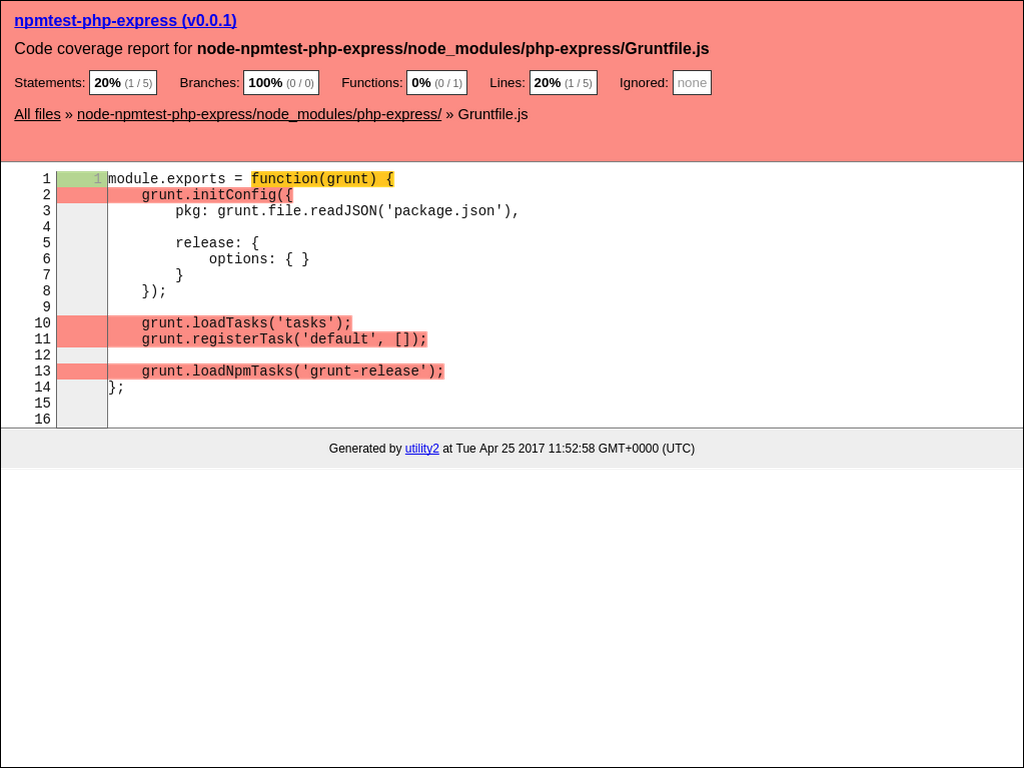 npmtest-php-express (v0.0.1)
Code coverage report for node-npmtest-php-express/node_modules/php-express/Gruntfile.js
Statements: 20% (1 / 5) Branches: 100% (0 / 0) Functions: 0% (0 / 1) Lines: 20% (1 / 5) Ignored: none
All files » node-npmtest-php-express/node_modules/php-express/ » Gruntfile.js
1 1 module.exports = function(grunt) {
2     grunt.initConfig({
3         pkg: grunt.file.readJSON('package.json'),
4
5         release: {
6             options: { }
7         }
8     });
9
10     grunt.loadTasks('tasks');
11     grunt.registerTask('default', []);
12
13     grunt.loadNpmTasks('grunt-release');
14 };
15
16
Generated by utility2 at Tue Apr 25 2017 11:52:58 GMT+0000 (UTC)